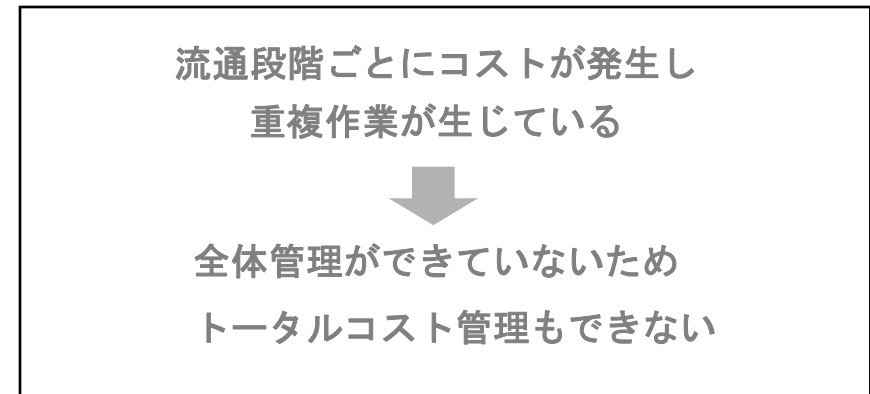 流通段階ごとにコストが発生し
重複作業が生じている
全体管理ができていないため
トータルコスト管理もできない